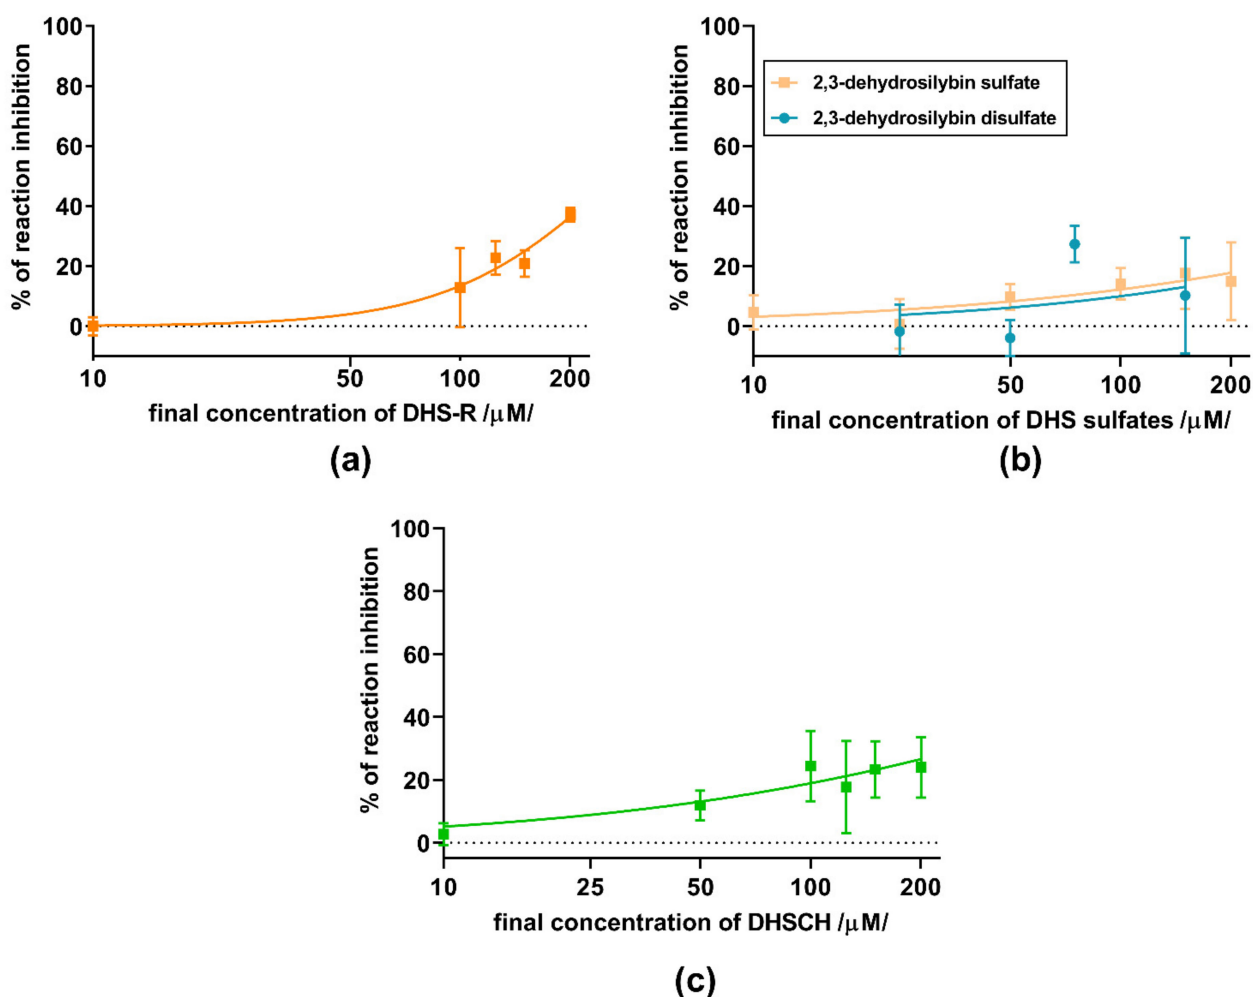 % of reaction inhibition
100
80
60
40
20
0
10
50
100
200
final concentration of DHS-R /μM/
(a)
% of reaction inhibition
100
80
60
40
20
0
2,3-dehydrosilybin sulfate
2,3-dehydrosilybin disulfate
10
50
100
200
final concentration of DHS sulfates /μM/
(b)
% of reaction inhibition
100
80
60
40
20
0
10
25
50
100
200
final concentration of DHSCH /μM/
(c)